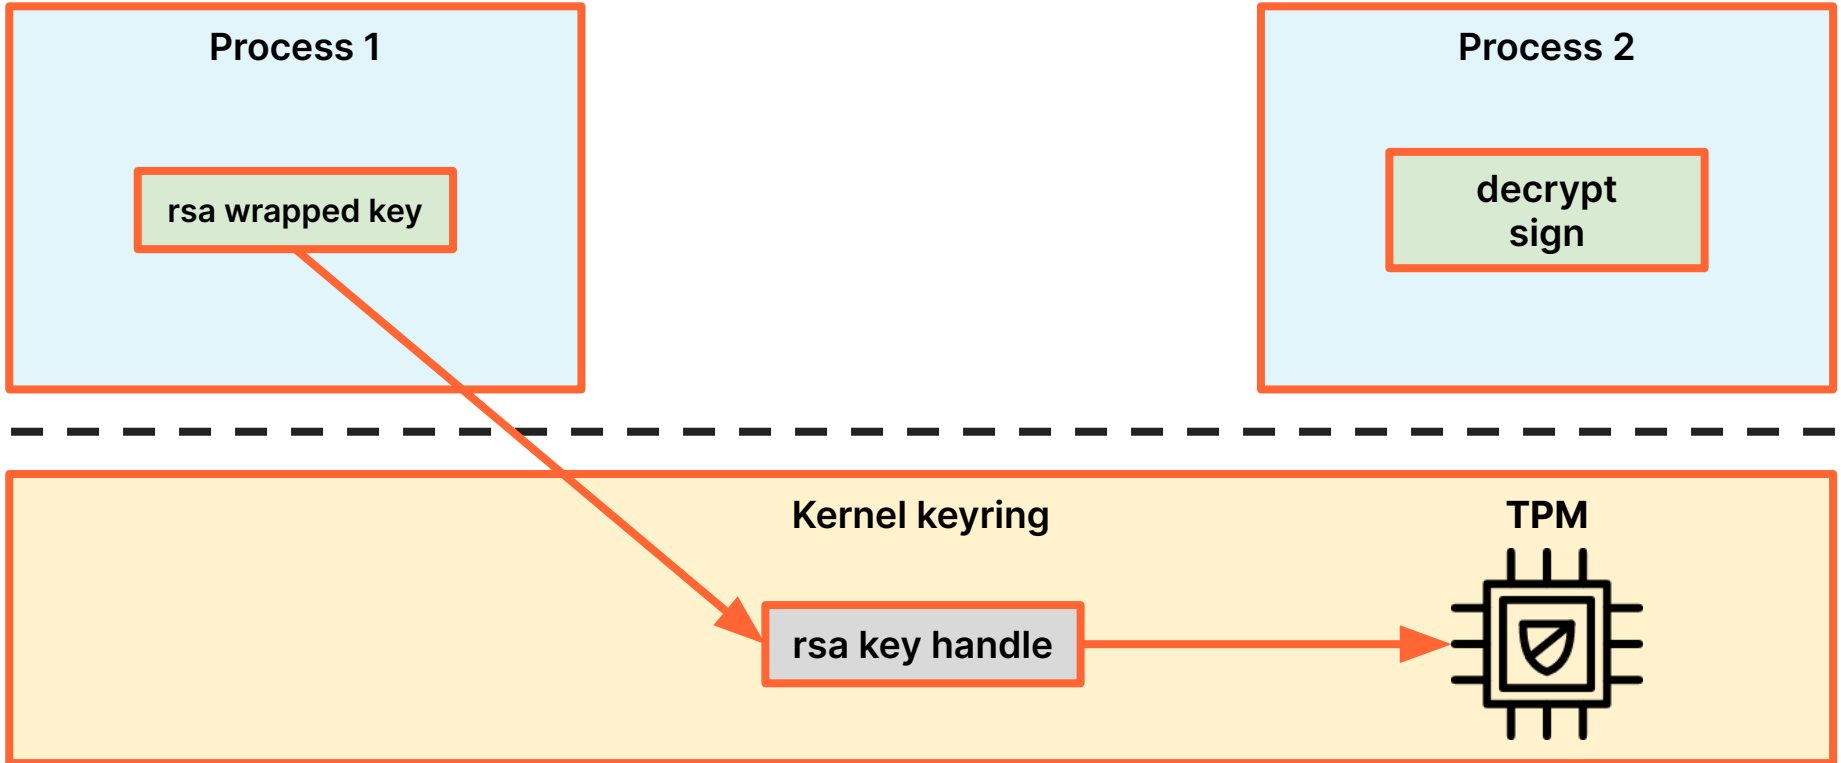 Process 1
Process 2
rsa wrapped key
decrypt
sign
Kernel keyring
TPM
rsa key handle